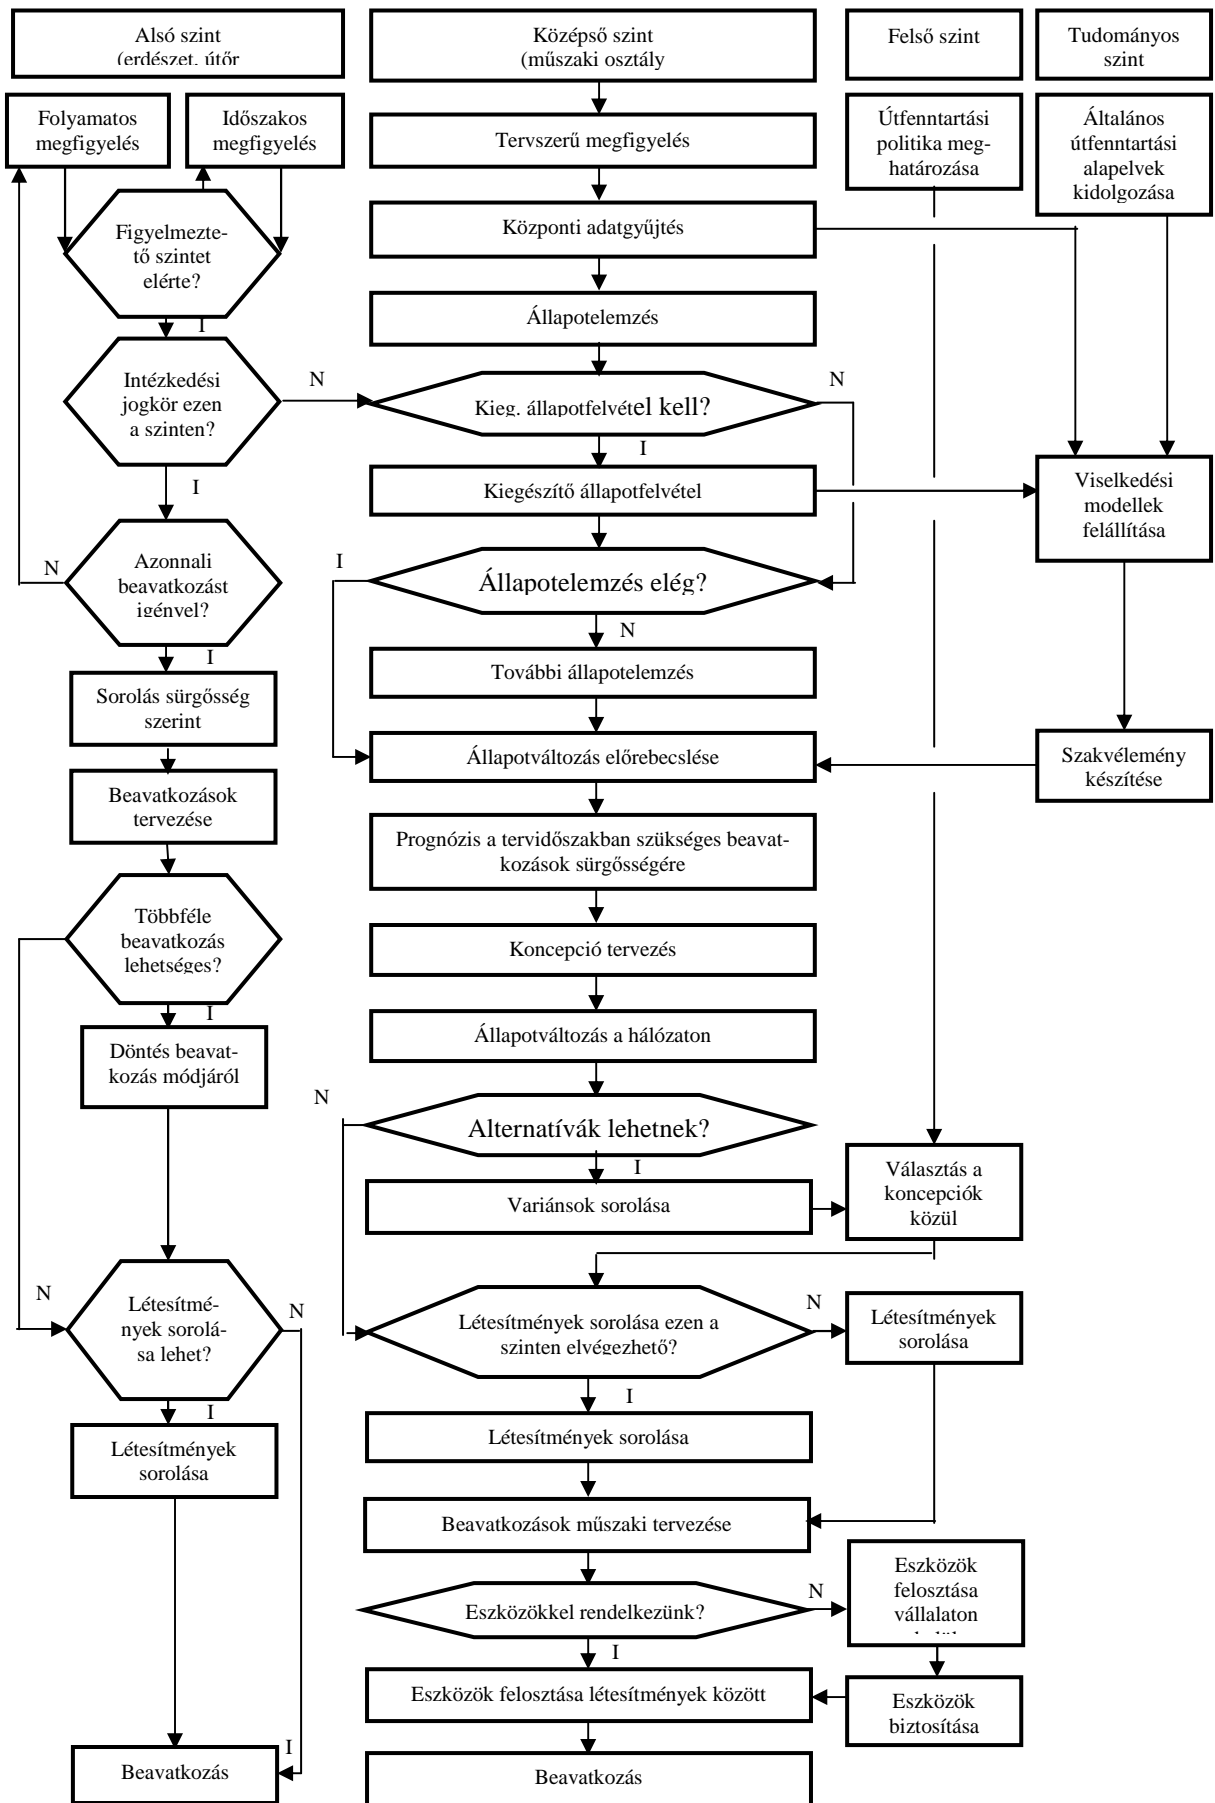 Alsó szint
(erdészet, útőr
Középső szint
(műszaki osztály
Felső szint
Tudományos
szint
Folyamatos
megfigyelés
Időszakos
megfigyelés
Tervszerű megfigyelés
Útfenntartási
politika meg-
határozása
Általános
útfenntartási
alapelvek
kidolgozása
Figyelmezte-
tő szintet
elérte?
I
Központi adatgyűjtés
Állapotelemzés
Intézkedési
jogkör ezen
a szinten?
N
I
Kieg. állapotfelvétel kell?
N
I
Kiegészítő állapotfelvétel
Viselkedési
modellek
felállítása
Azonnali
beavatkozást
igényel?
N
I
Állapotelemzés elég?
I
N
További állapotelemzés
Sorolás sürgősség
szerint
Állapotváltozás előrebecslése
Szakvélemény
készítése
Beavatkozások
tervezése
Prognózis a tervidőszakban szükséges beavat-
kozások sürgősségére
Többféle
beavatkozás
lehetséges?
I
Koncepció tervezés
Döntés beavat-
kozás módjáról
Állapotváltozás a hálózaton
N
Alternatívák lehetnek?
I
Variánsok sorolása
Választás a
koncepciók
közül
N
Létesítmé-
nyek sorolá-
sa lehet?
N
I
Létesítmények sorolása ezen a
szinten elvégezhető?
N
I
Létesítmények
sorolása
Létesítmények
sorolása
Létesítmények sorolása
Beavatkozások műszaki tervezése
Eszközökkel rendelkezünk?
N
I
Eszközök
felosztása
vállalaton
Eszközök felosztása létesítmények között
Eszközök
biztosítása
I
Beavatkozás
Beavatkozás